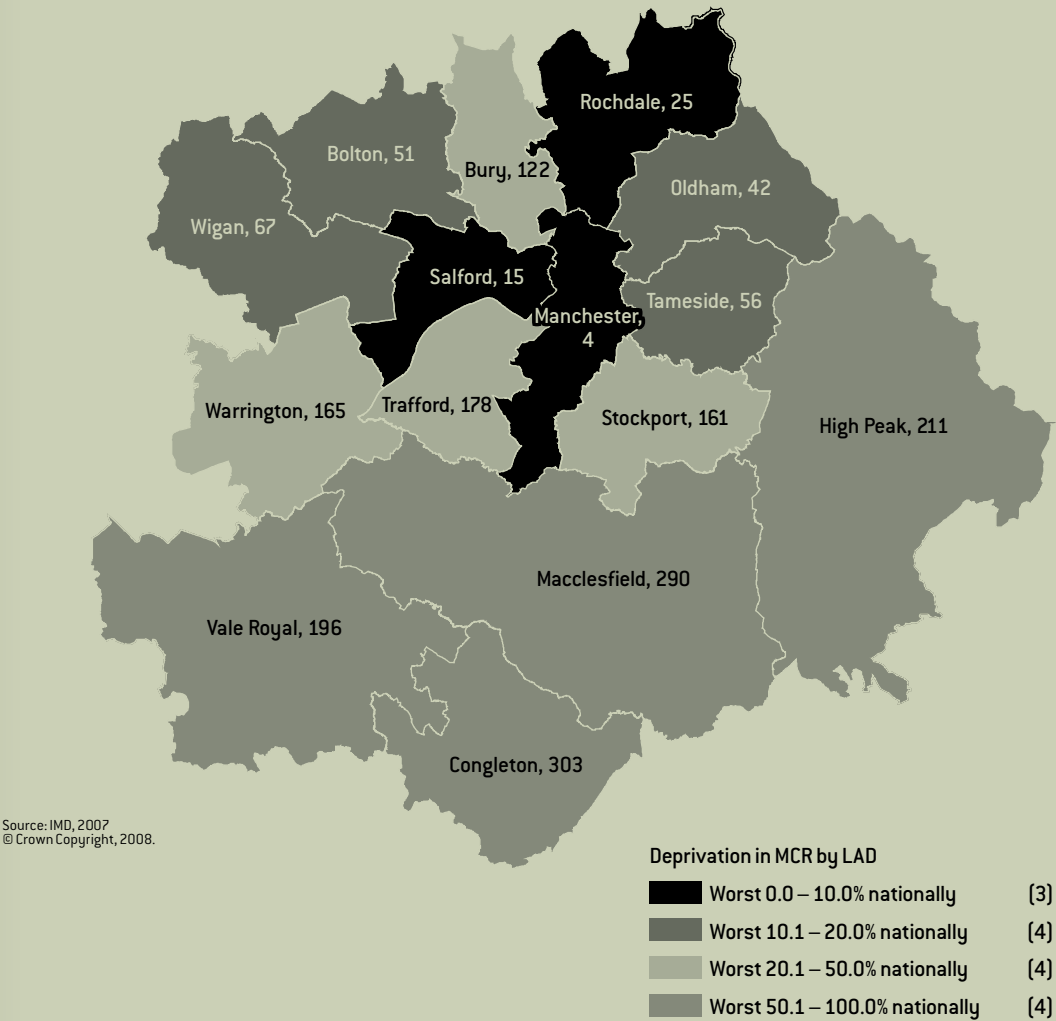 Rochdale, 25
Bolton, 51
Bury, 122
Oldham, 42
Wigan, 67
Salford, 15
Tameside, 56
Manchester,
4
Warrington, 165
Trafford, 178
Stockport, 161
High Peak, 211
Macclesfield, 290
Vale Royal, 196
Congleton, 303
Source: IMD, 2007
© Crown Copyright, 2008.
Deprivation in MCR by LAD
Worst 0.0 – 10.0% nationally (3)
Worst 10.1 – 20.0% nationally (4)
Worst 20.1 – 50.0% nationally (4)
Worst 50.1 – 100.0% nationally (4)